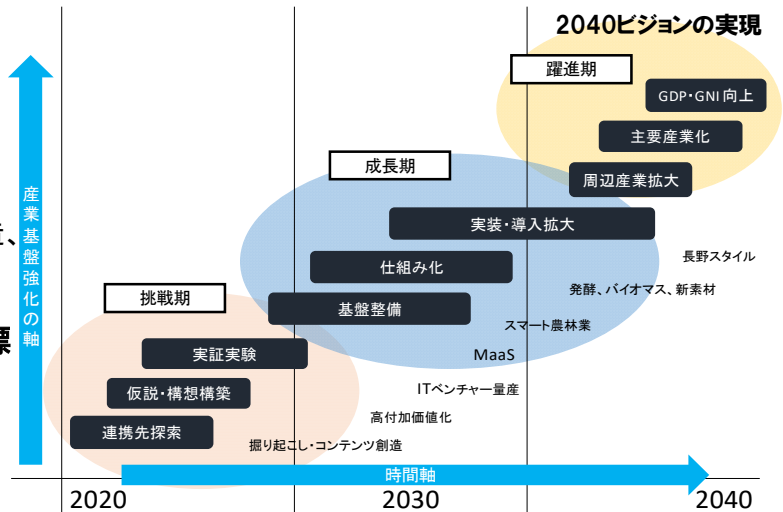 2040ビジョンの実現
躍進期
GDP・GNI向上
主要産業化
周辺産業拡大
成長期
実装・導入拡大
仕組み化
基盤整備
挑戦期
実証実験
仮説・構想構築
連携先探索
長野スタイル
発酵、バイオマス、新素材
スマート農林業
MaaS
ITベンチャー量産
高付加価値化
掘り起こし・コンテンツ創造
産業基盤強化の軸
、
標
時間軸
2020
2030
2040